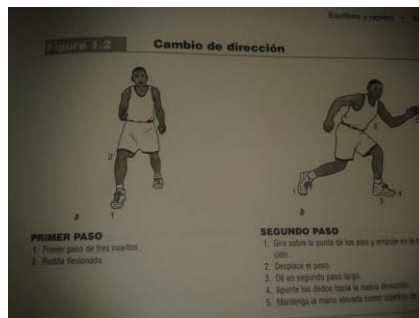 Equilibrio y rapidez
Figura 1.2 Cambio de dirección
2
1
a
3
1
4
3
b
PRIMER PASO
1. Primer paso de tres cuartos.
2. Rodilla flexionada.
SEGUNDO PASO
1. Gire sobre la punta de los pies y empuje en la
ción.
2. Desplace el peso.
3. Dé un segundo paso largo.
4. Apunte los dedos hacia la nueva dirección.
5. Mantenga la mano elevada como objetivo de